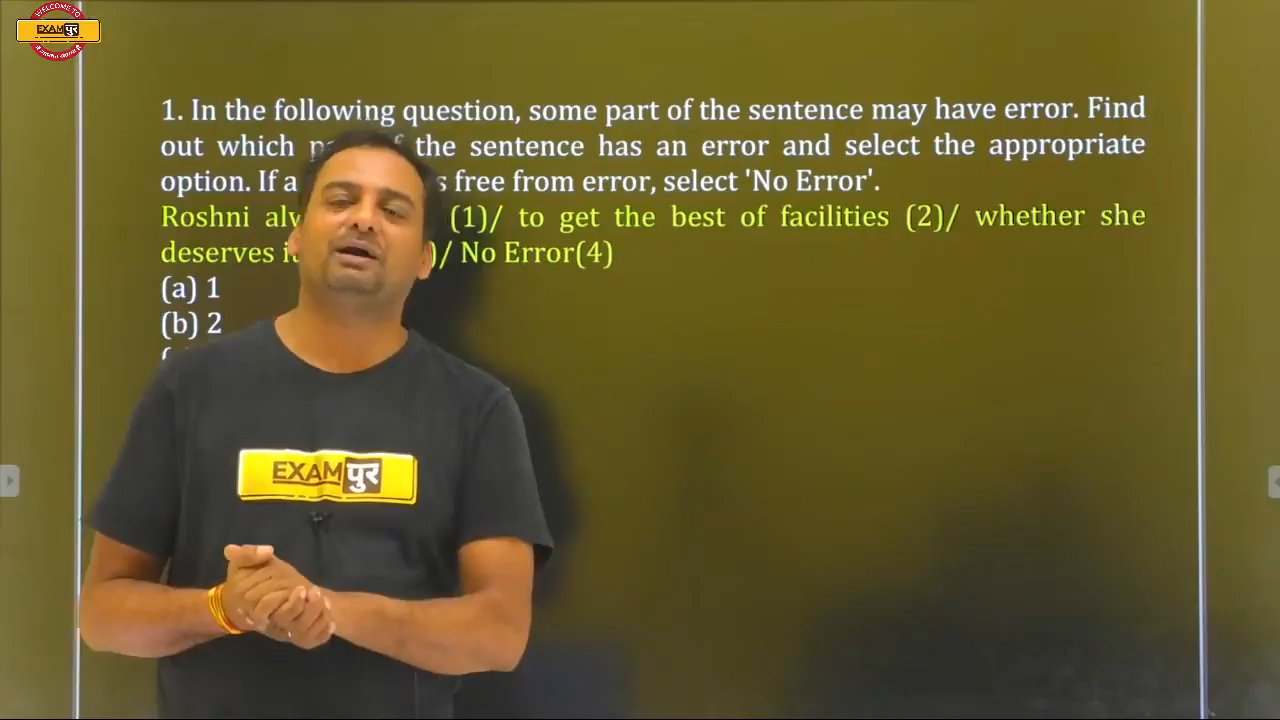 WELCOME TO
EXAMपुर
1. In the following question, some part of the sentence may have error. Find
out which the sentence has an error and select the appropriate
option. If a free from error, select 'No Error'.
Roshni (1)/ to get the best of facilities (2)/ whether she
deserves )/ No Error(4)
(a) 1
(b) 2
EXAMपुर